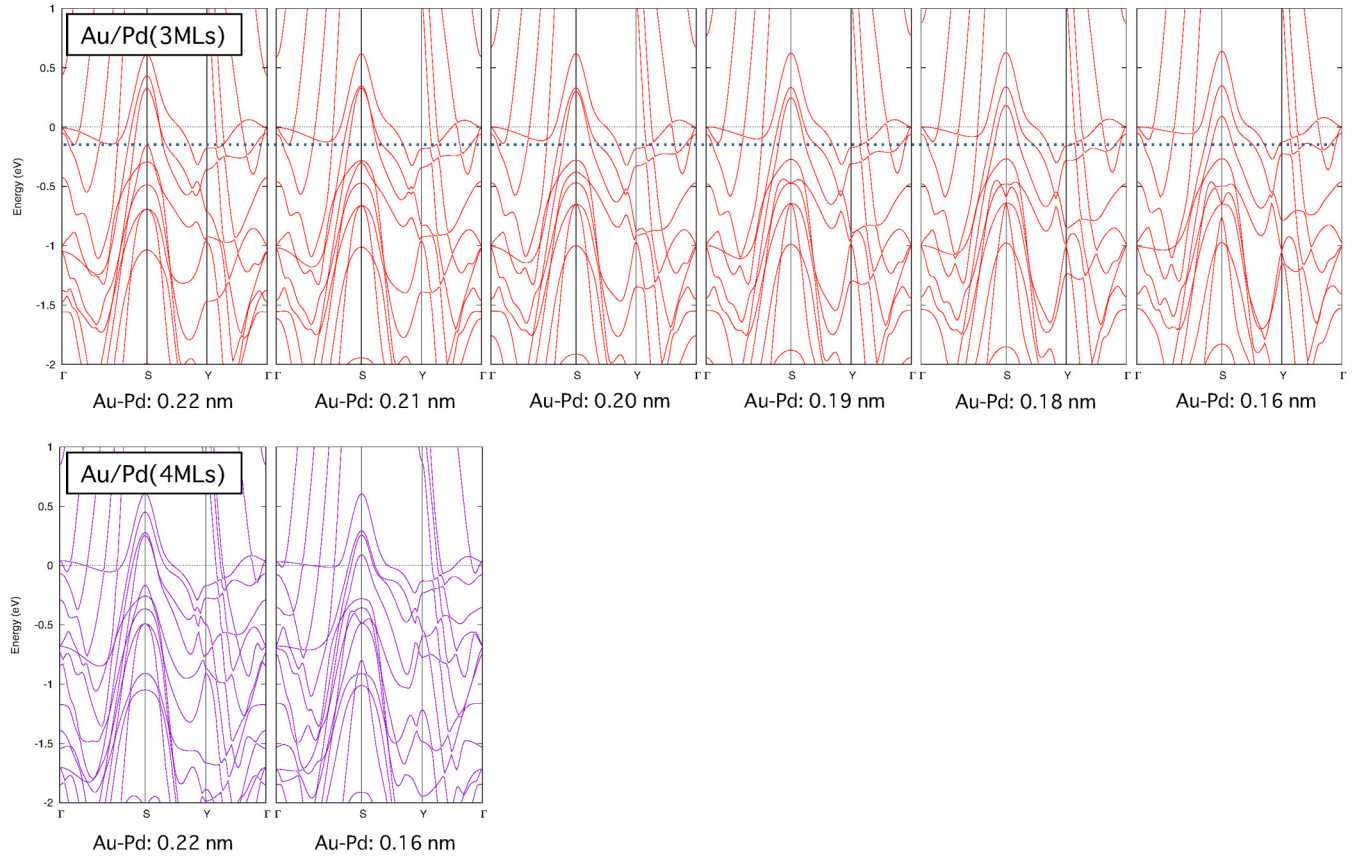 Au/Pd(3MLs)
Energy (eV)
1
0.5
0
-0.5
-1
-1.5
-2
Γ S Y Γ
Γ S Y Γ
Γ S Y Γ
Γ S Y Γ
Γ S Y Γ
Γ S Y Γ
Au-Pd: 0.22 nm
Au-Pd: 0.21 nm
Au-Pd: 0.20 nm
Au-Pd: 0.19 nm
Au-Pd: 0.18 nm
Au-Pd: 0.16 nm
Au/Pd(4MLs)
Energy (eV)
1
0.5
0
-0.5
-1
-1.5
-2
Γ S Y Γ
Γ S Y Γ
Au-Pd: 0.22 nm
Au-Pd: 0.16 nm